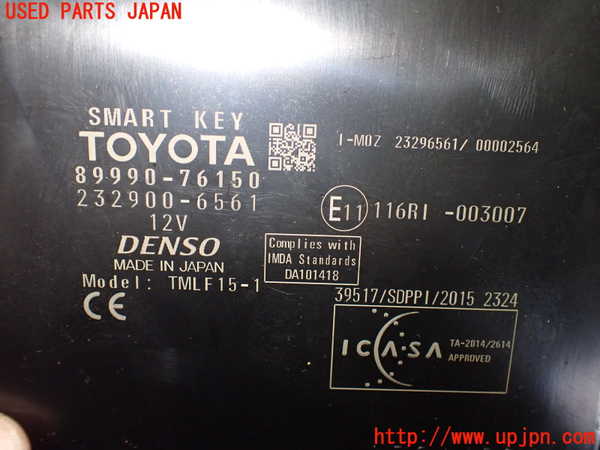 USED PARTS JAPAN
SMART KEY
TOYOTA
89990-76150
232900-6561
12V
DENSO
MADE IN JAPAN
Model: TMLF15-1
CE
I-MOZ 23296561/ 00002564
E11 116RI -003007
Complies with
IMDA Standards
DA101418
39517/SDPPI/2015 2324
ICASA
TA-2014/2614
APPROVED
http://www.upjpn.com/